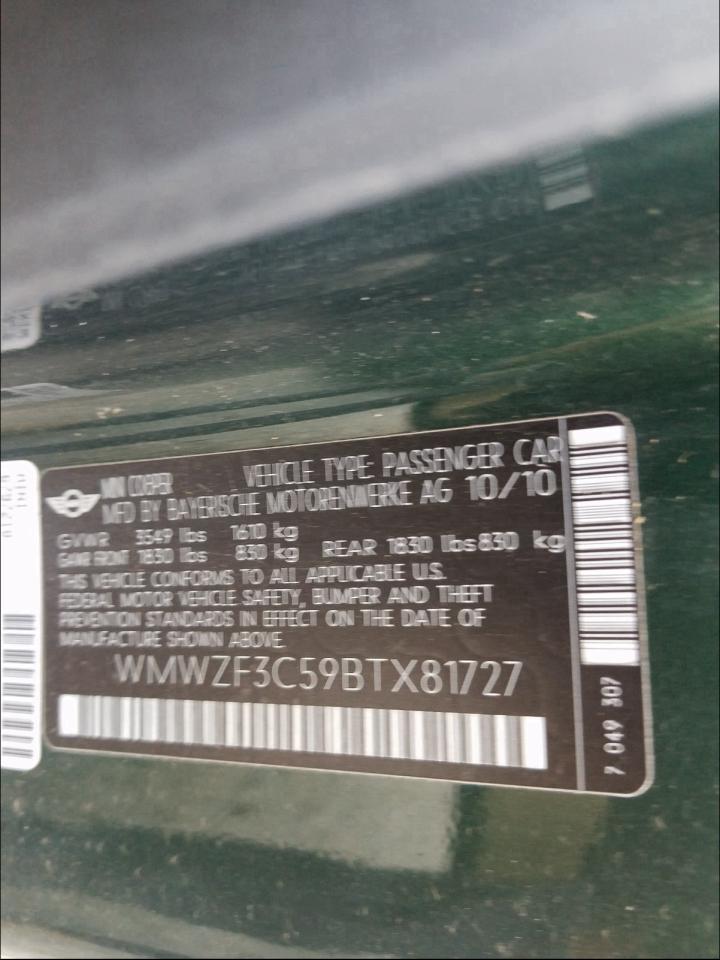 MINI COOPER VEHICLE TYPE: PASSENGER CAR
MFD BY BAYERISCHE MOTORENWERKE AG 10/10
GVWR 3549 lbs 1610 kg
GAWR FRONT 1830 lbs 830 kg REAR 1830 lbs 830 kg
THIS VEHICLE CONFORMS TO ALL APPLICABLE U.S.
FEDERAL MOTOR VEHICLE SAFETY, BUMPER AND THEFT
PREVENTION STANDARDS IN EFFECT ON THE DATE OF
MANUFACTURE SHOWN ABOVE.
WMWZF3C59BTX81727
7 049 307